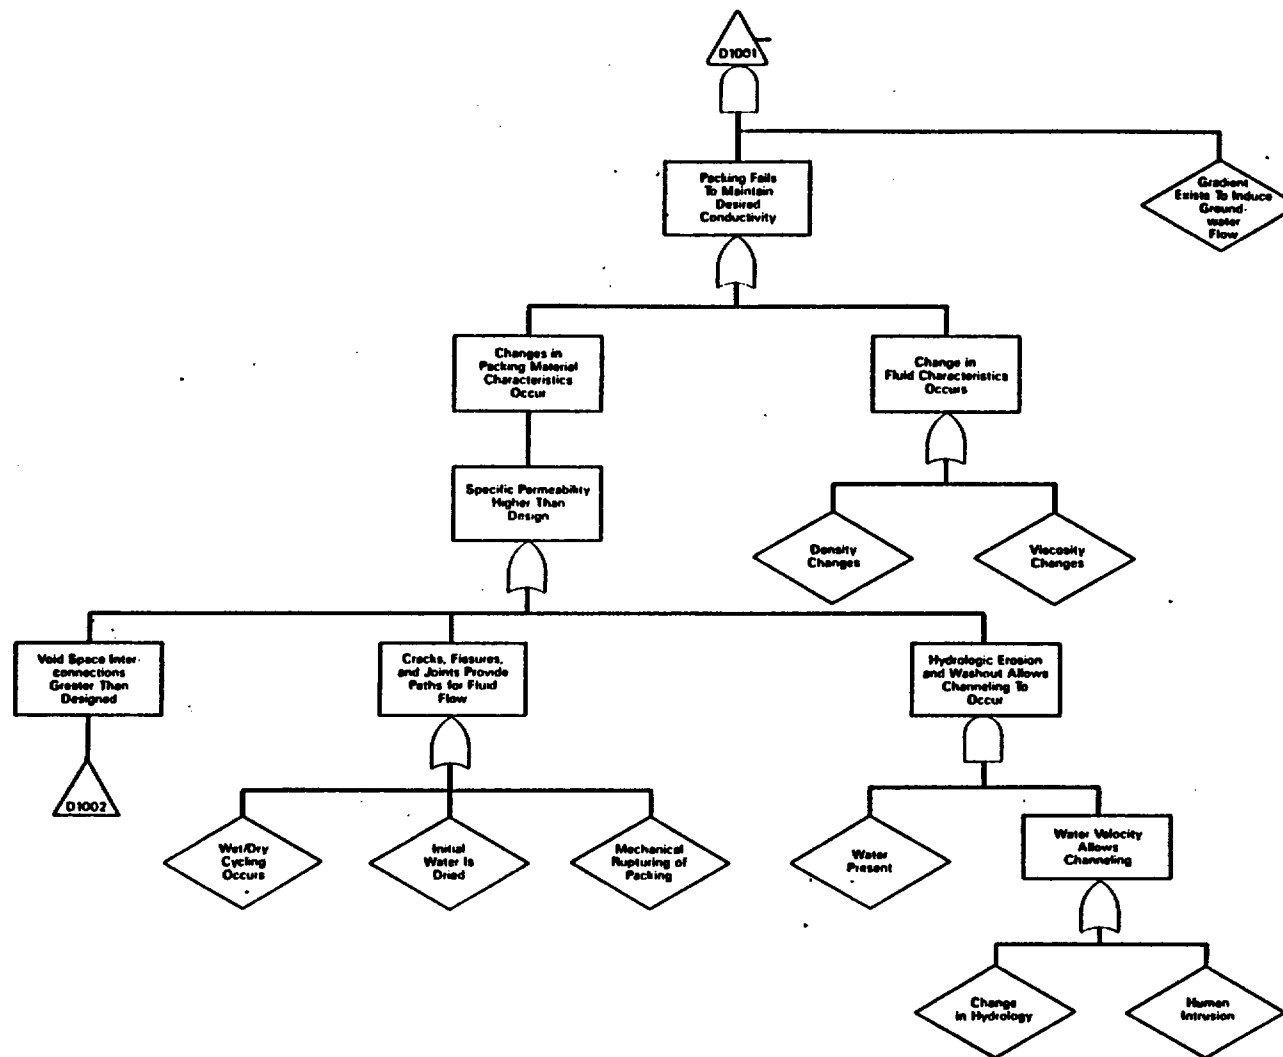 D1001
Packing Fails
To Maintain
Desired
Conductivity
Gradient
Exists To Induce
Ground-
water
Flow
Changes in
Packing Material
Characteristics
Occur
Change in
Fluid Characteristics
Occurs
Specific Permeability
Higher Than
Design
Density
Changes
Viscosity
Changes
Void Space Inter-
connections
Greater Than
Designed
Cracks, Fissures,
and Joints Provide
Paths for Fluid
Flow
Hydrologic Erosion
and Washout Allows
Channeling To
Occur
D1002
Wet/Dry
Cycling
Occurs
Initial
Water Is
Dried
Mechanical
Rupturing of
Packing
Water
Present
Water Velocity
Allows
Channeling
Change
in Hydrology
Human
Intrusion